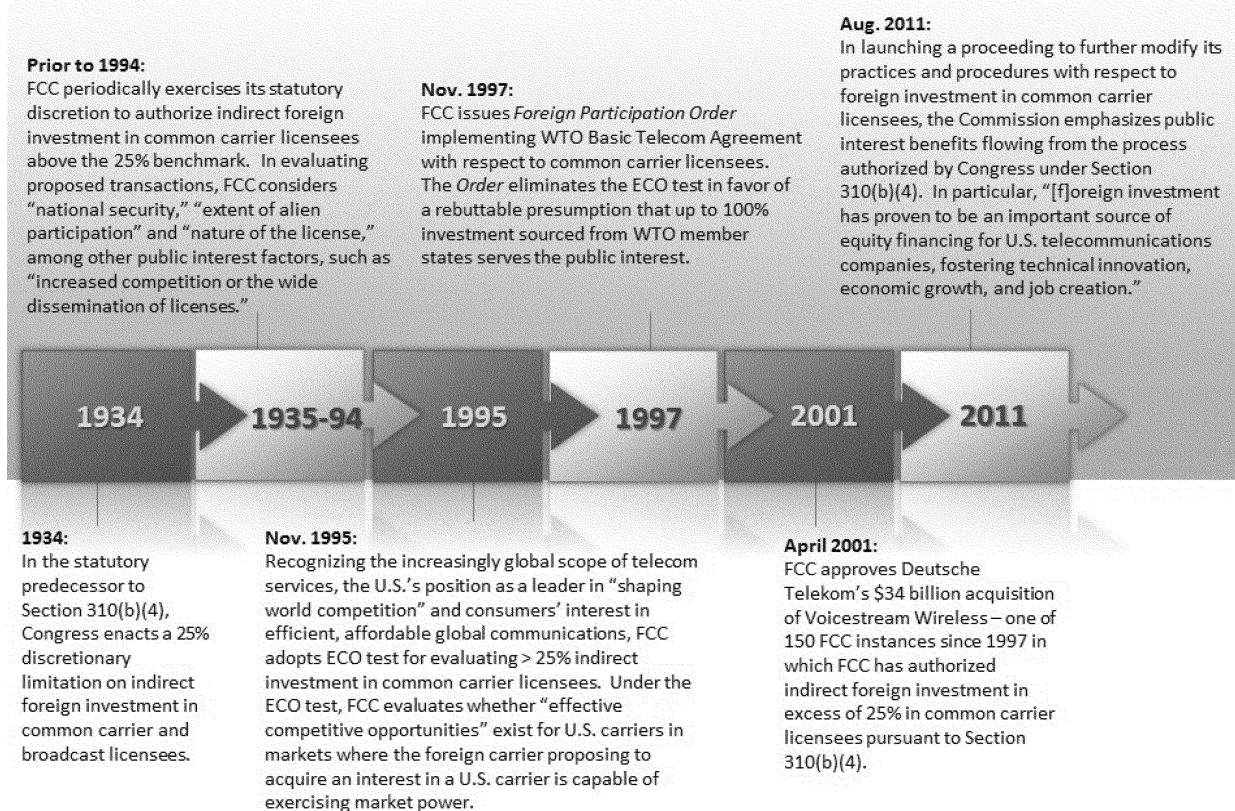 Prior to 1994:
FCC periodically exercises its statutory
discretion to authorize indirect foreign
investment in common carrier licensees
above the 25% benchmark. In evaluating
proposed transactions, FCC considers
“national security,” “extent of alien
participation” and “nature of the license,”
among other public interest factors, such as
“increased competition or the wide
dissemination of licenses.”
Nov. 1997:
FCC issues Foreign Participation Order
implementing WTO Basic Telecom Agreement
with respect to common carrier licensees.
The Order eliminates the ECO test in favor of
a rebuttable presumption that up to 100%
investment sourced from WTO member
states serves the public interest.
Aug. 2011:
In launching a proceeding to further modify its
practices and procedures with respect to
foreign investment in common carrier
licensees, the Commission emphasizes public
interest benefits flowing from the process
authorized by Congress under Section
310(b)(4). In particular, “[f]oreign investment
has proven to be an important source of
equity financing for U.S. telecommunications
companies, fostering technical innovation,
economic growth, and job creation.”
1934
1935-94
1995
1997
2001
2011
1934:
In the statutory
predecessor to
Section 310(b)(4),
Congress enacts a 25%
discretionary
limitation on indirect
foreign investment in
common carrier and
broadcast licensees.
Nov. 1995:
Recognizing the increasingly global scope of telecom
services, the U.S.’s position as a leader in “shaping
world competition” and consumers’ interest in
efficient, affordable global communications, FCC
adopts ECO test for evaluating > 25% indirect
investment in common carrier licensees. Under the
ECO test, FCC evaluates whether “effective
competitive opportunities” exist for U.S. carriers in
markets where the foreign carrier proposing to
acquire an interest in a U.S. carrier is capable of
exercising market power.
April 2001:
FCC approves Deutsche
Telekom’s $34 billion acquisition
of Voicestream Wireless – one of
150 FCC instances since 1997 in
which FCC has authorized
indirect foreign investment in
excess of 25% in common carrier
licensees pursuant to Section
310(b)(4).